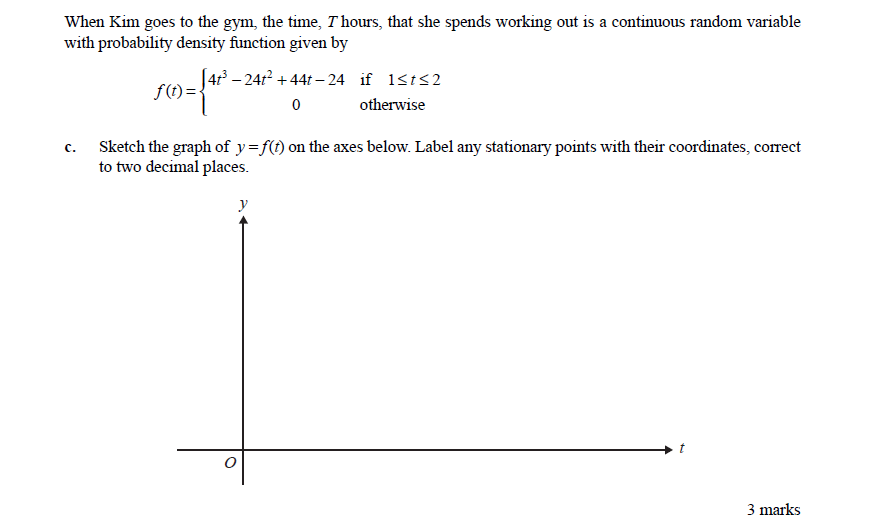 When Kim goes to the gym, the time, T hours, that she spends working out is a continuous random variable
with probability density function given by
f(t) = { 4t³ – 24t² + 44t – 24 if 1 ≤ t ≤ 2
0 otherwise
c. Sketch the graph of y = f(t) on the axes below. Label any stationary points with their coordinates, correct
to two decimal places.
y
t
O
3 marks